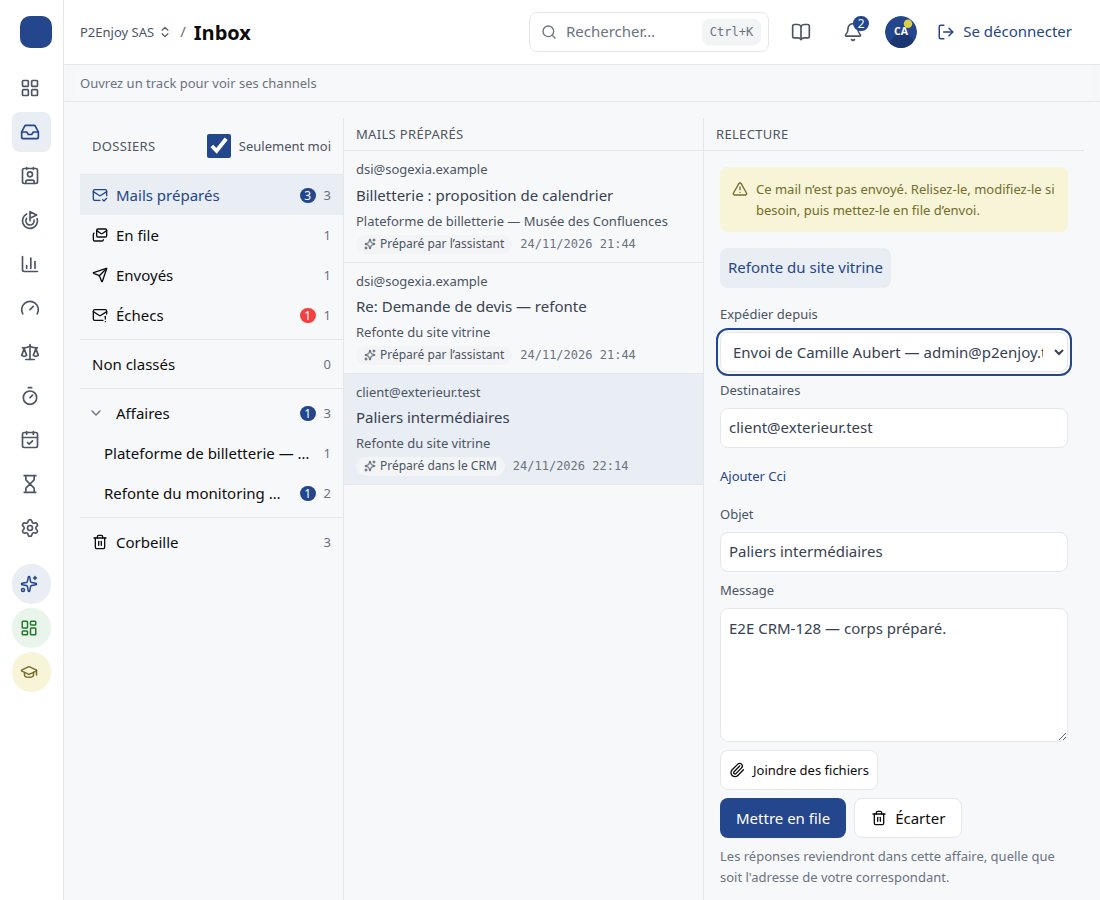 P2Enjoy SAS / Inbox
Rechercher... Ctrl+K
2
CA
Se déconnecter
Ouvrez un track pour voir ses channels
DOSSIERS
Seulement moi
Mails préparés 3 3
En file 1
Envoyés 1
Échecs 1 1
Non classés 0
Affaires 1 3
Plateforme de billetterie — ... 1
Refonte du monitoring ... 1 2
Corbeille 3
MAILS PRÉPARÉS
dsi@sogexia.example
Billetterie : proposition de calendrier
Plateforme de billetterie — Musée des Confluences
Préparé par l’assistant 24/11/2026 21:44
dsi@sogexia.example
Re: Demande de devis — refonte
Refonte du site vitrine
Préparé par l’assistant 24/11/2026 21:44
client@exterieur.test
Paliers intermédiaires
Refonte du site vitrine
Préparé dans le CRM 24/11/2026 22:14
RELECTURE
Ce mail n’est pas envoyé. Relisez-le, modifiez-le si
besoin, puis mettez-le en file d’envoi.
Refonte du site vitrine
Expédier depuis
Envoi de Camille Aubert — admin@p2enjoy.t
Destinataires
client@exterieur.test
Ajouter Cci
Objet
Paliers intermédiaires
Message
E2E CRM-128 — corps préparé.
Joindre des fichiers
Mettre en file
Écarter
Les réponses reviendront dans cette affaire, quelle que
soit l'adresse de votre correspondant.